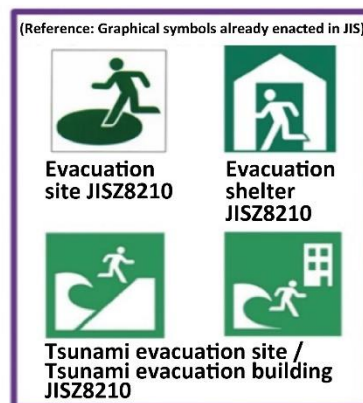 (Reference: Graphical symbols already enacted in JIS)
Evacuation
site JISZ8210
Evacuation
shelter
JISZ8210
Tsunami evacuation site /
Tsunami evacuation building
JISZ8210